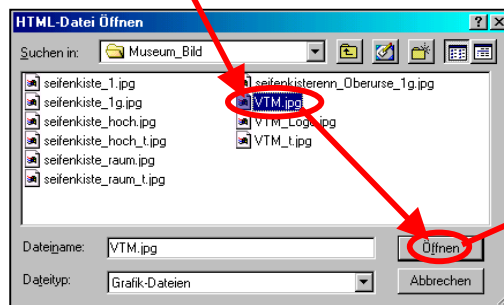 HTML-Datei Öffnen
Suchen in: Museum_Bild
seifenkiste_1.jpg
seifenkiste_1g.jpg
seifenkiste_hoch.jpg
seifenkiste_hoch_t.jpg
seifenkiste_raum.jpg
seifenkiste_raum_t.jpg
seifenkisterenn_Oberurse_1g.jpg
VTM.jpg
VTM_Logo.jpg
VTM_t.jpg
Dateiname: VTM.jpg
Öffnen
Dateityp: Grafik-Dateien
Abbrechen